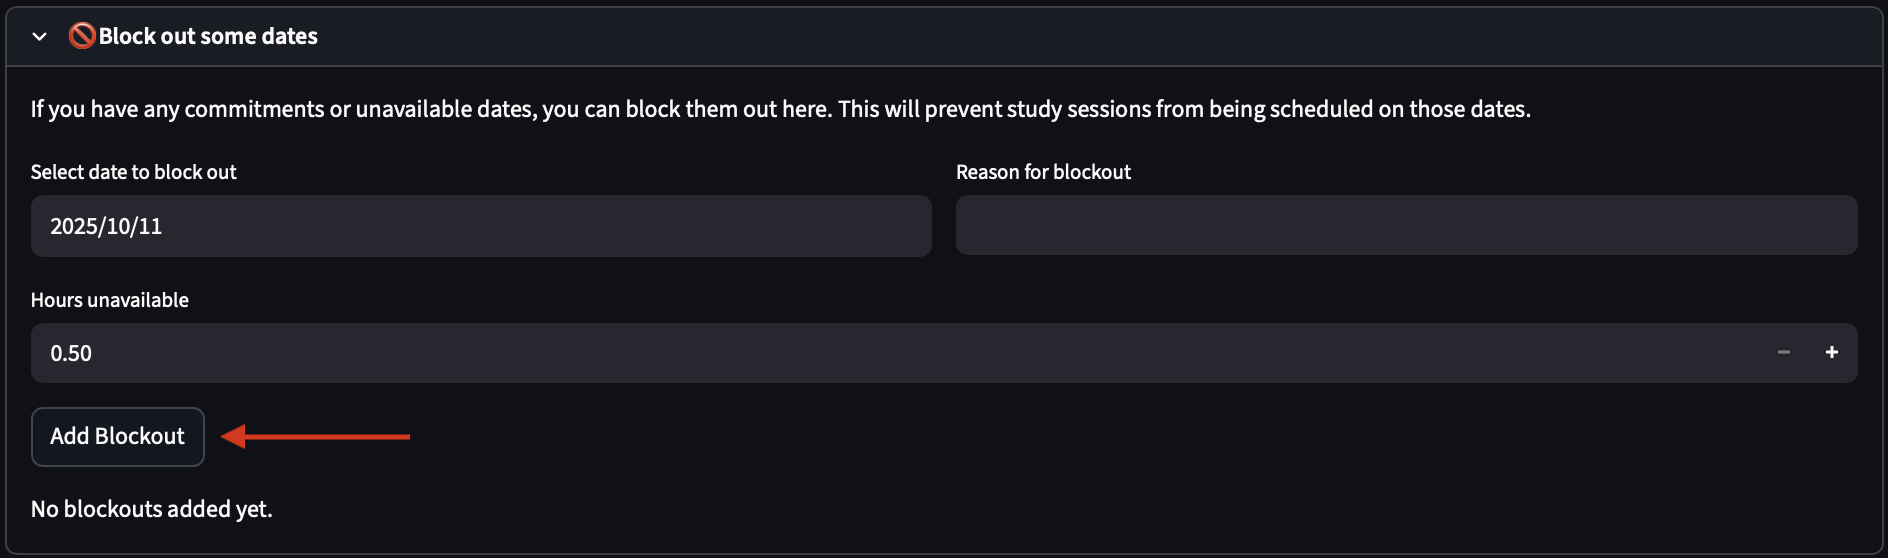 Block out some dates
If you have any commitments or unavailable dates, you can block them out here. This will prevent study sessions from being scheduled on those dates.
Select date to block out
Reason for blockout
2025/10/11
Hours unavailable
0.50
Add Blockout
No blockouts added yet.